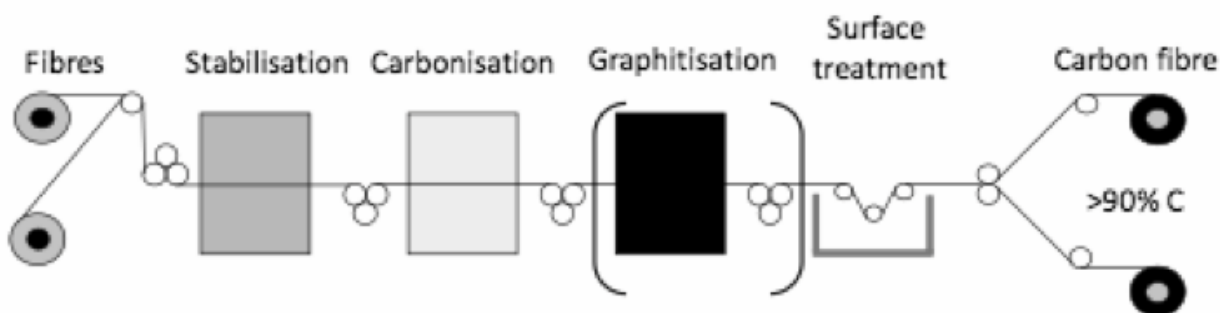 Fibres
Stabilisation
Carbonisation
Graphitisation
Surface
treatment
Carbon fibre
>90% C